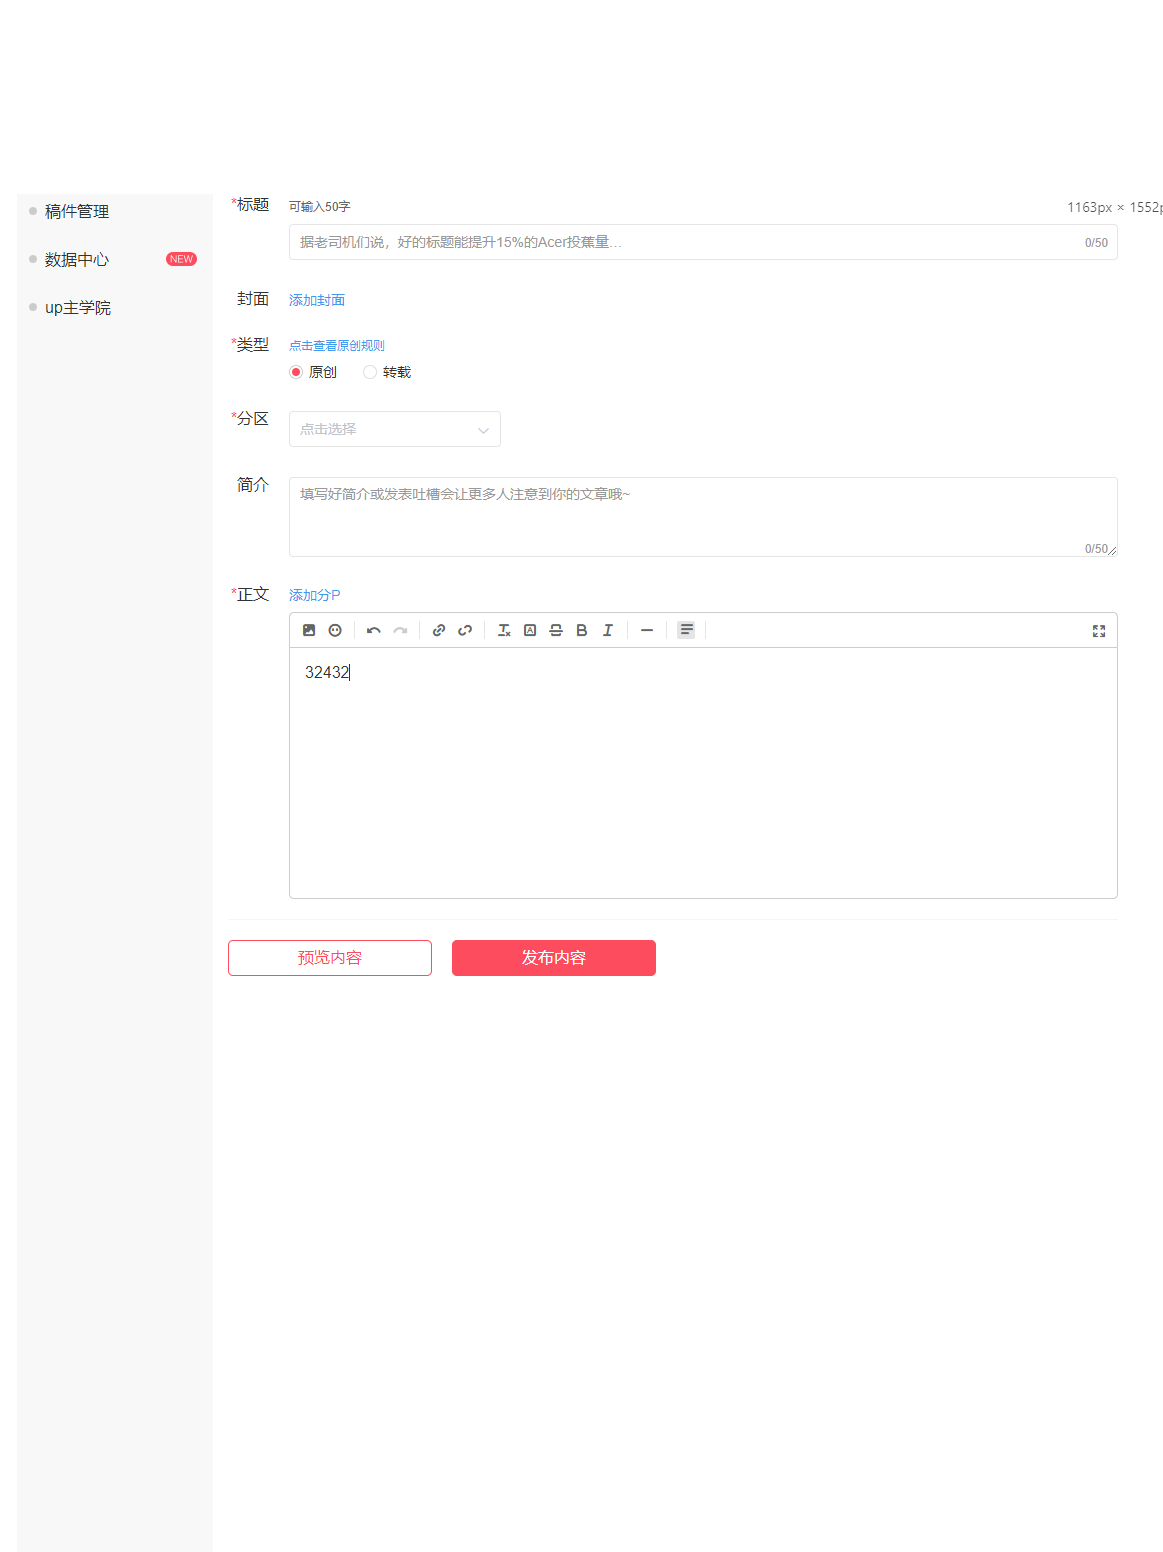 稿件管理
数据中心 NEW
up主学院
*标题 可输入50字
1163px × 1552p
据老司机们说，好的标题能提升15%的Acer投蕉量... 0/50
封面 添加封面
*类型 点击查看原创规则
原创 转载
*分区 点击选择
简介 填写好简介或发表吐槽会让更多人注意到你的文章哦~
0/50
*正文 添加分P
32432
预览内容 发布内容